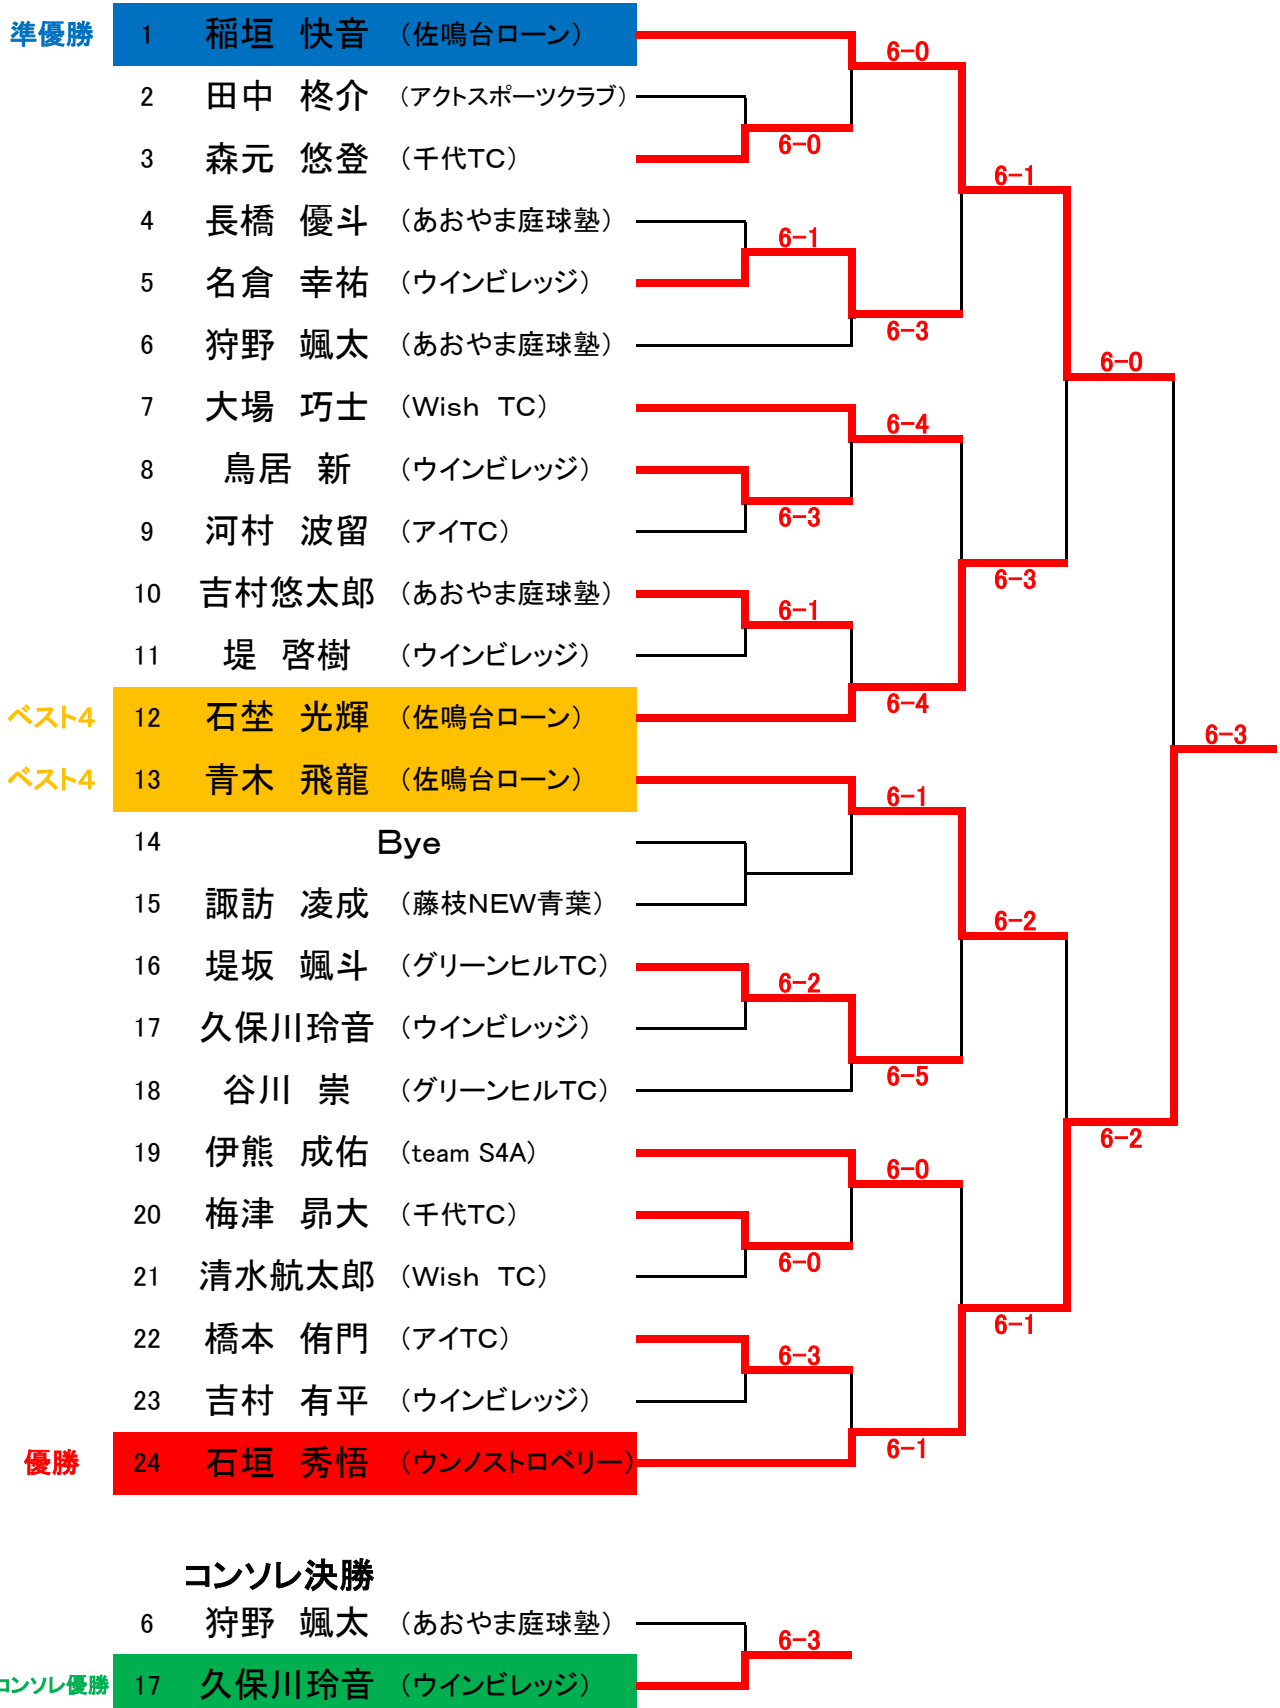 準優勝 1 稲垣 快音 (佐鳴台ローン)
6-0
2 田中 柊介 (アクトスポーツクラブ)
6-0
3 森元 悠登 (千代TC)
6-1
4 長橋 優斗 (あおやま庭球塾)
6-1
5 名倉 幸祐 (ウインビレッジ)
6-3
6 狩野 颯太 (あおやま庭球塾)
6-0
7 大場 巧士 (Wish TC)
6-4
8 鳥居 新 (ウインビレッジ)
6-3
9 河村 波留 (アイTC)
6-3
10 吉村悠太郎 (あおやま庭球塾)
6-1
11 堤 啓樹 (ウインビレッジ)
6-4
ベスト4 12 石埜 光輝 (佐鳴台ローン)
6-3
ベスト4 13 青木 飛龍 (佐鳴台ローン)
6-1
14 Bye
15 諏訪 凌成 (藤枝NEW青葉)
6-2
16 堤坂 颯斗 (グリーンヒルTC)
6-2
17 久保川玲音 (ウインビレッジ)
6-5
18 谷川 崇 (グリーンヒルTC)
6-2
19 伊熊 成佑 (team S4A)
6-0
20 梅津 昴大 (千代TC)
6-0
21 清水航太郎 (Wish TC)
6-1
22 橋本 侑門 (アイTC)
6-3
23 吉村 有平 (ウインビレッジ)
6-1
優勝 24 石垣 秀悟 (ウンノストロベリー)
コンソレ決勝
6 狩野 颯太 (あおやま庭球塾)
6-3
コンソレ優勝 17 久保川玲音 (ウインビレッジ)